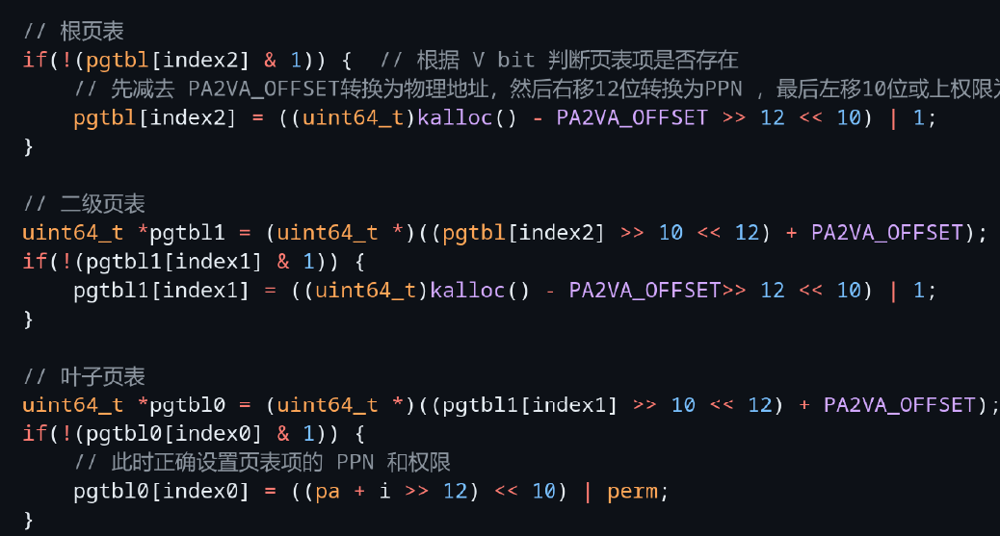 // 根页表
if(!(pgtbl[index2] & 1)) {  // 根据 V bit 判断页表项是否存在
    // 先减去 PA2VA_OFFSET转换为物理地址，然后右移12位转换为PPN ，最后左移10位或上权限为
    pgtbl[index2] = ((uint64_t)kalloc() - PA2VA_OFFSET >> 12 << 10) | 1;
}

// 二级页表
uint64_t *pgtbl1 = (uint64_t *)((pgtbl[index2] >> 10 << 12) + PA2VA_OFFSET);
if(!(pgtbl1[index1] & 1)) {
    pgtbl1[index1] = ((uint64_t)kalloc() - PA2VA_OFFSET>> 12 << 10) | 1;
}

// 叶子页表
uint64_t *pgtbl0 = (uint64_t *)((pgtbl1[index1] >> 10 << 12) + PA2VA_OFFSET);
if(!(pgtbl0[index0] & 1)) {
    // 此时正确设置页表项的 PPN 和权限
    pgtbl0[index0] = ((pa + i >> 12) << 10) | perm;
}